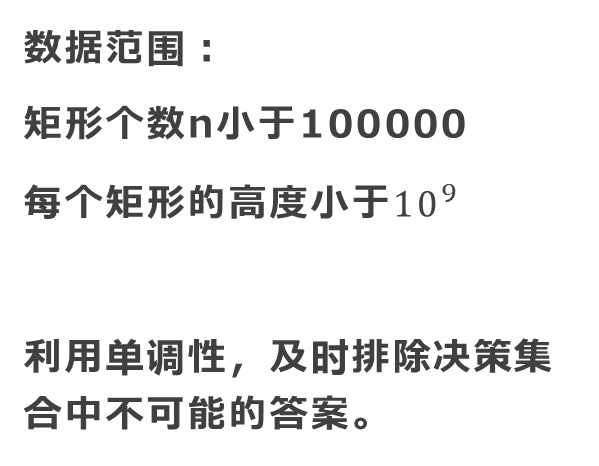 数据范围：
矩形个数n小于100000
每个矩形的高度小于10⁹
利用单调性，及时排除决策集
合中不可能的答案。